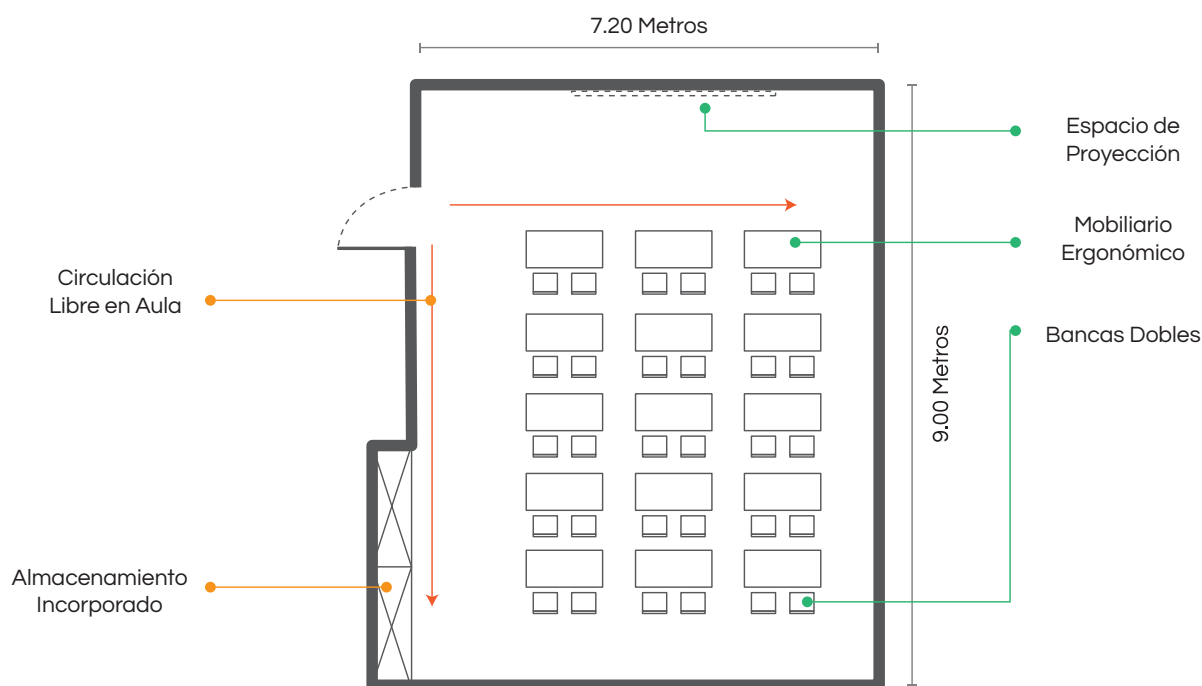 7.20 Metros
Espacio de
Proyección
Mobiliario
Ergonómico
Circulación
Libre en Aula
Bancas Dobles
9.00 Metros
Almacenamiento
Incorporado